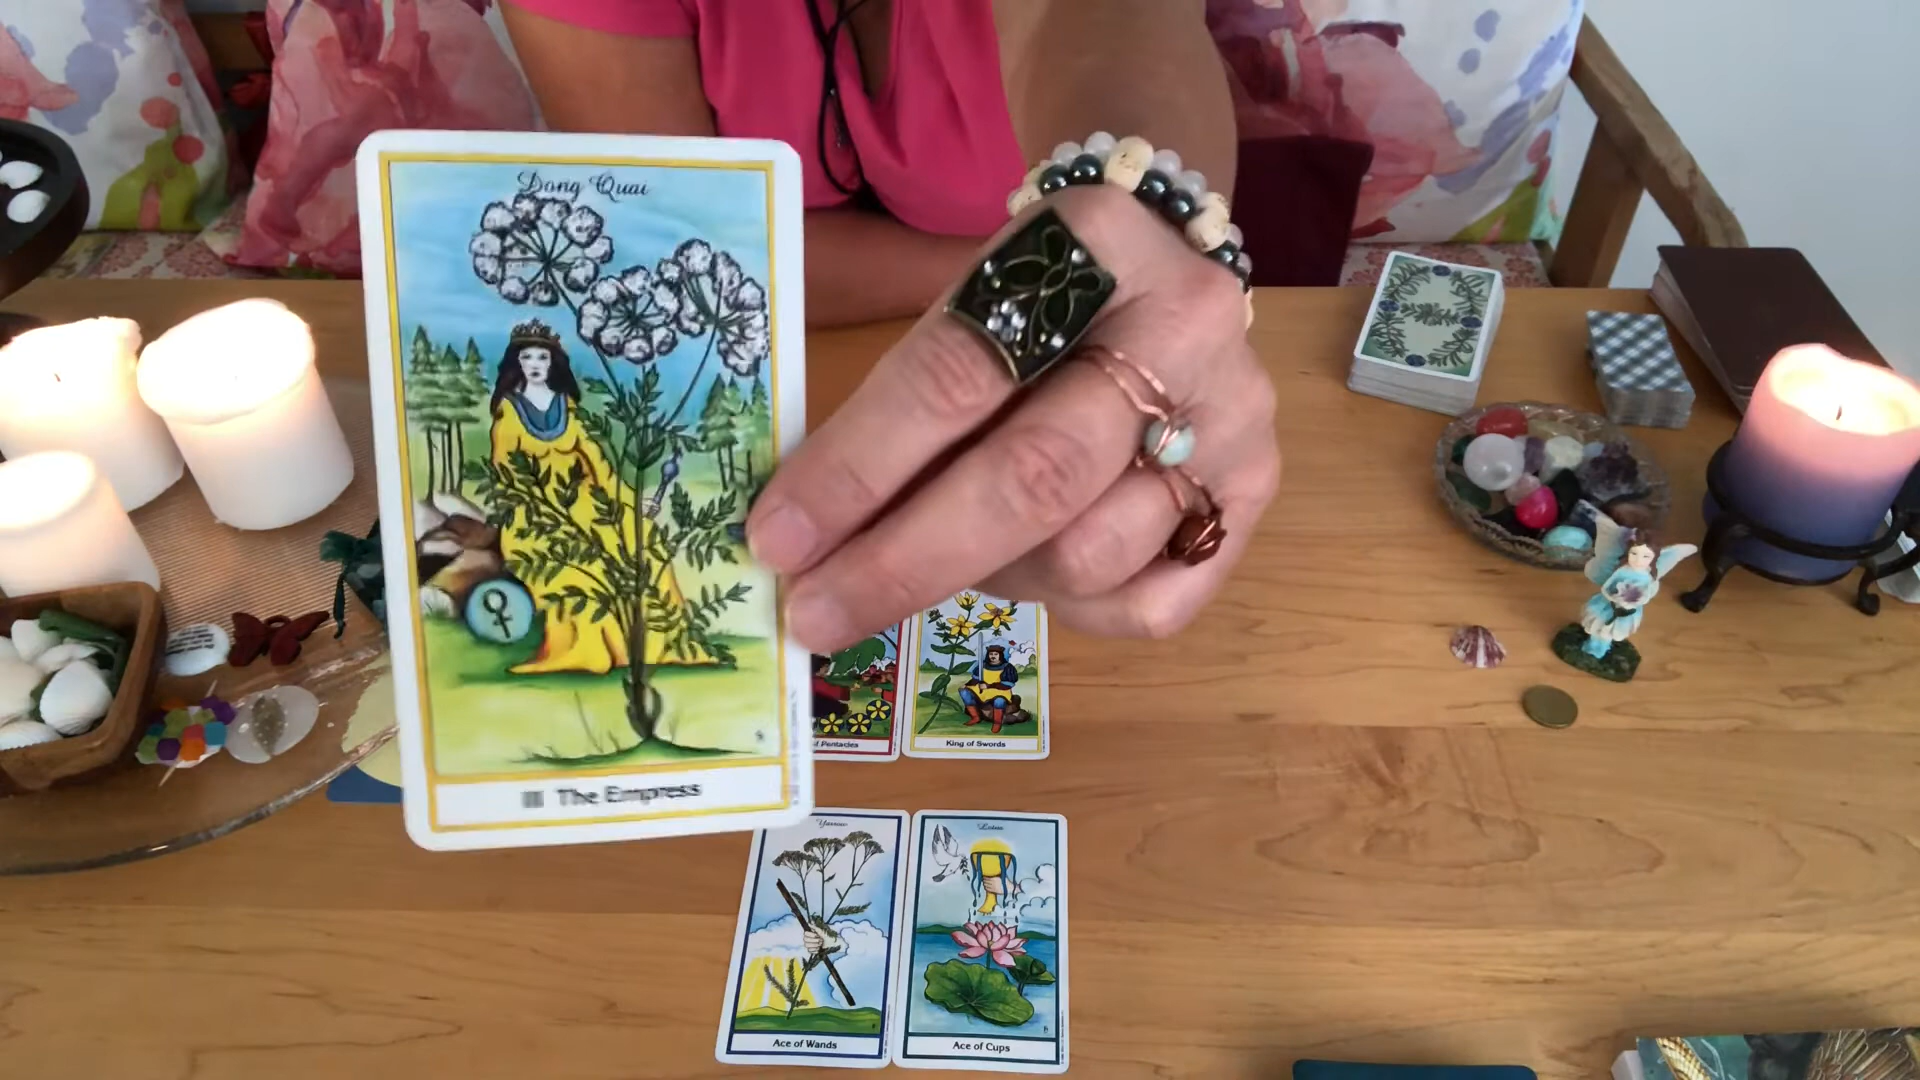 Dong Quai
III The Empress
of Pentacles
King of Swords
Yarrow
Lotus
Ace of Wands
Ace of Cups